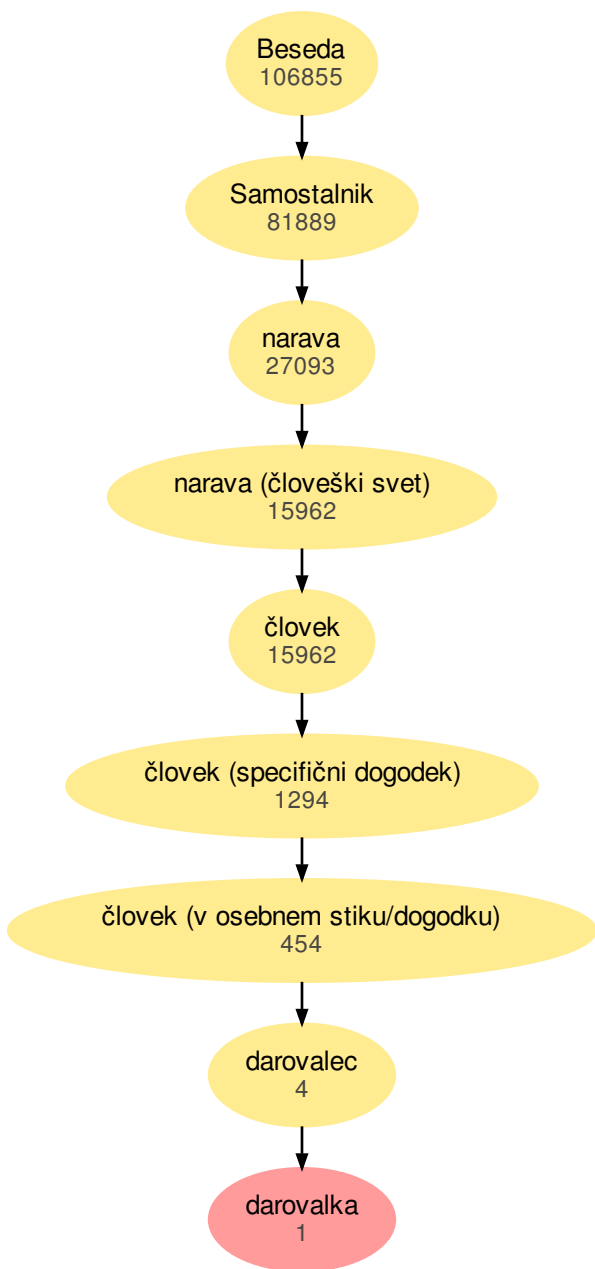 Beseda
106855
Samostalnik
81889
narava
27093
narava (človeški svet)
15962
človek
15962
človek (specifični dogodek)
1294
človek (v osebnem stiku/dogodku)
454
darovalec
4
darovalka
1